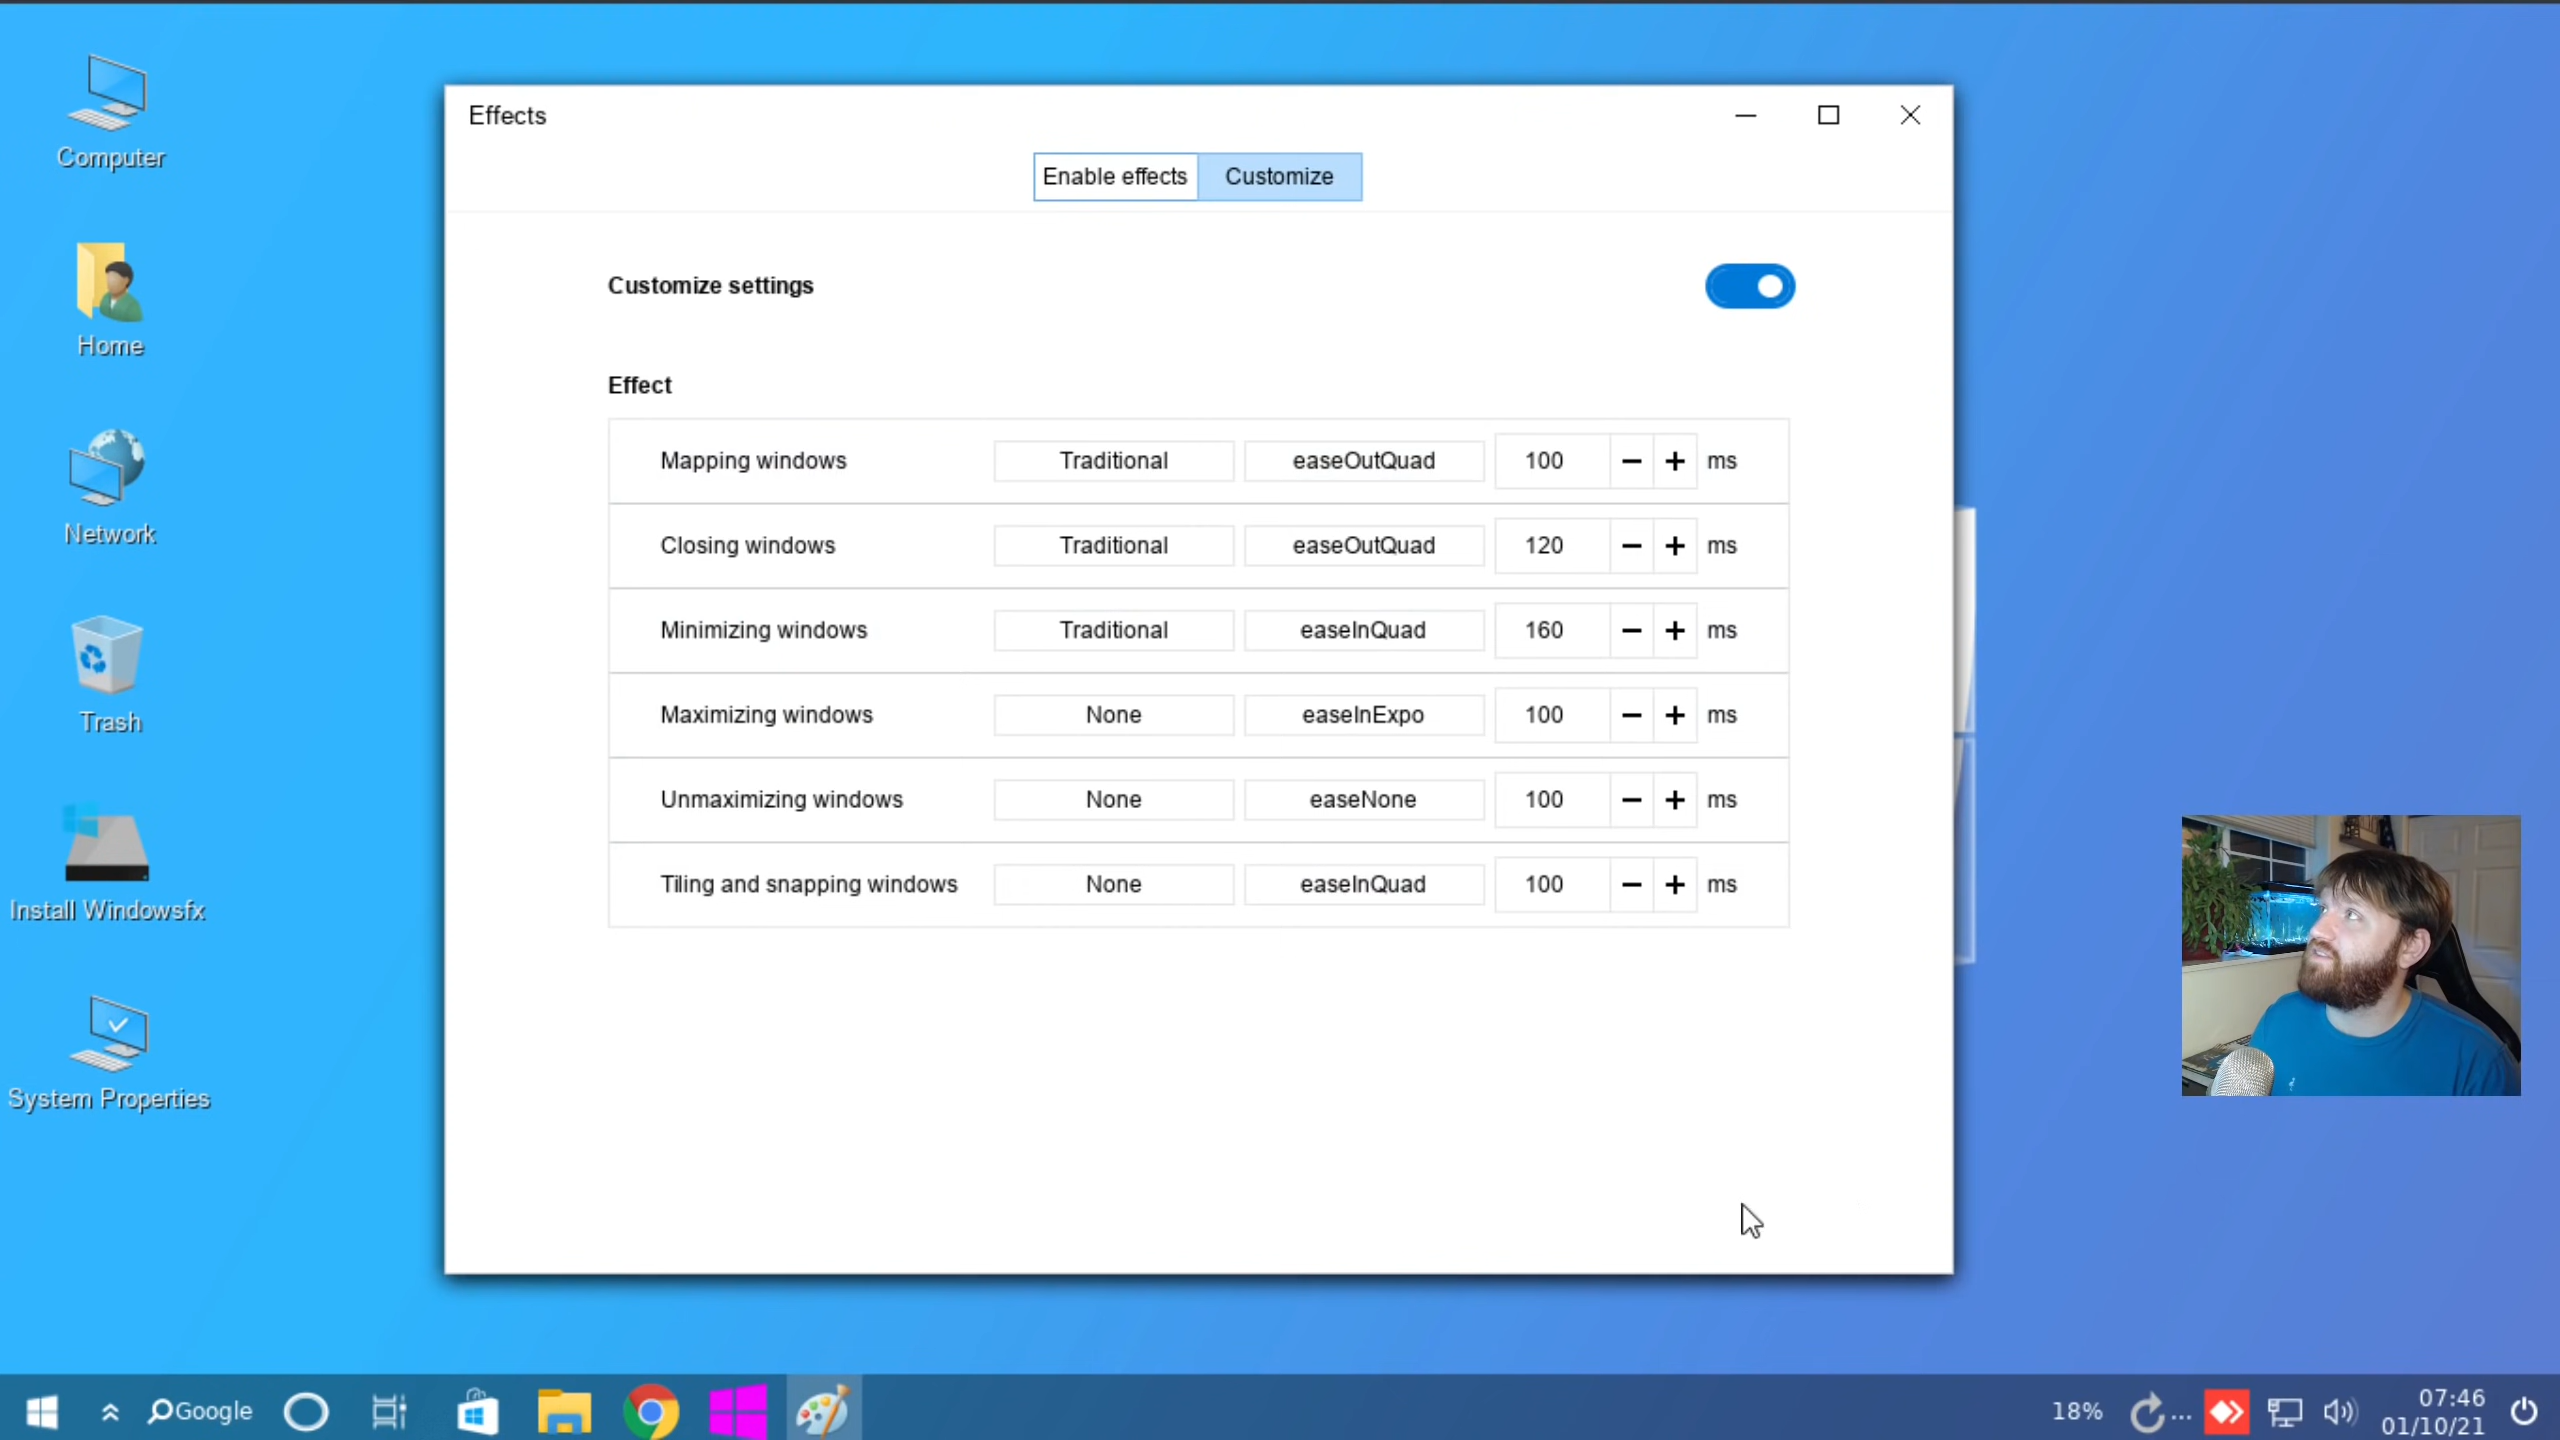 Computer
Home
Network
Trash
Install Windowsfx
System Properties
Effects
Enable effects Customize
Customize settings
Effect
Mapping windows Traditional easeOutQuad 100 − + ms
Closing windows Traditional easeOutQuad 120 − + ms
Minimizing windows Traditional easeInQuad 160 − + ms
Maximizing windows None easeInExpo 100 − + ms
Unmaximizing windows None easeNone 100 − + ms
Tiling and snapping windows None easeInQuad 100 − + ms
Google
18% ... 07:46
01/10/21